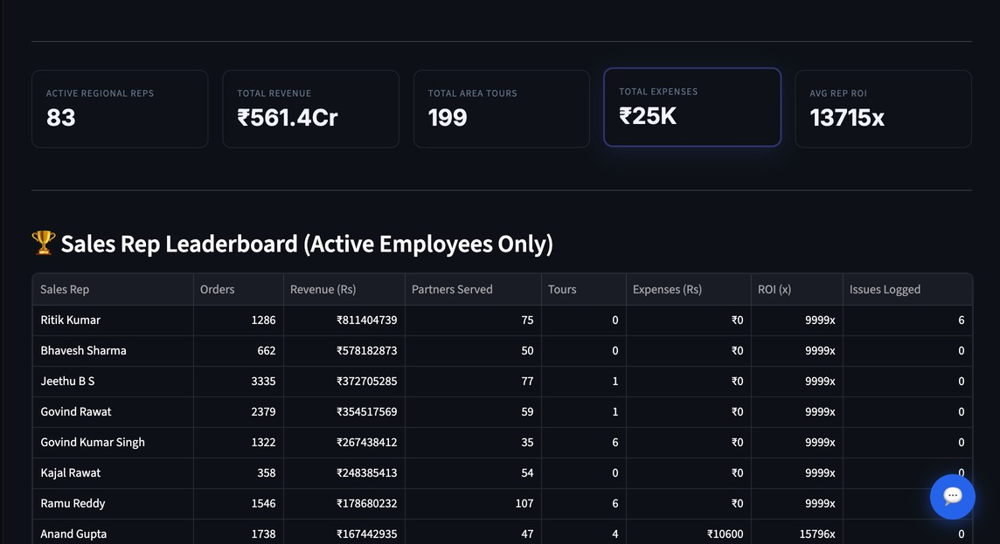 ACTIVE REGIONAL REPS TOTAL REVENUE TOTAL AREA TOURS TOTAL EXPENSES AVG REP ROI
83 ₹561.4Cr 199 ₹25K 13715x
🏆 Sales Rep Leaderboard (Active Employees Only)
Sales Rep Orders Revenue (Rs) Partners Served Tours Expenses (Rs) ROI (x) Issues Logged
Ritik Kumar 1286 ₹811404739 75 0 ₹0 9999x 6
Bhavesh Sharma 662 ₹578182873 50 0 ₹0 9999x 0
Jeethu B S 3335 ₹372705285 77 1 ₹0 9999x 0
Govind Rawat 2379 ₹354517569 59 1 ₹0 9999x 0
Govind Kumar Singh 1322 ₹267438412 35 6 ₹0 9999x 0
Kajal Rawat 358 ₹248385413 54 0 ₹0 9999x 0
Ramu Reddy 1546 ₹178680232 107 6 ₹0 9999x
Anand Gupta 1738 ₹167442935 47 4 ₹10600 15796x 0